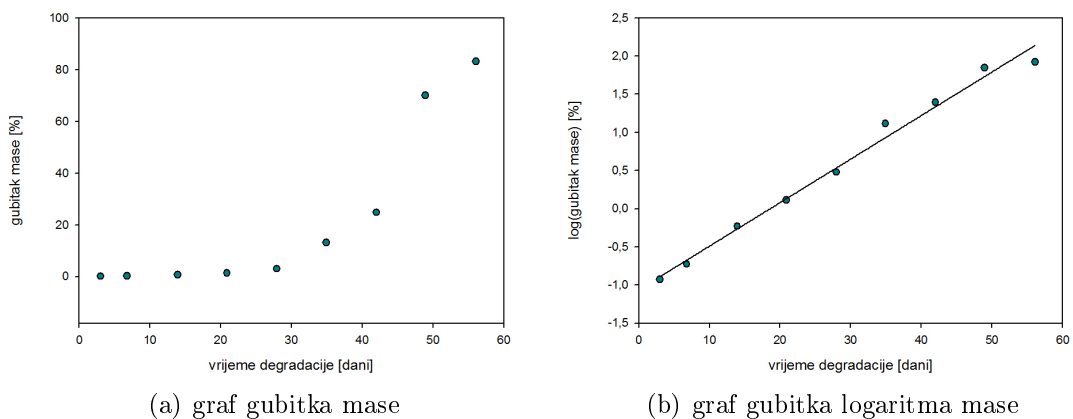 100
80
60
40
20
0
gubitak mase [%]
0 10 20 30 40 50 60
vrijeme degradacije [dani]
(a) graf gubitka mase
2,5
2,0
1,5
1,0
0,5
0,0
-0,5
-1,0
-1,5
log(gubitak mase) [%]
0 10 20 30 40 50 60
vrijeme degradacije [dani]
(b) graf gubitka logaritma mase